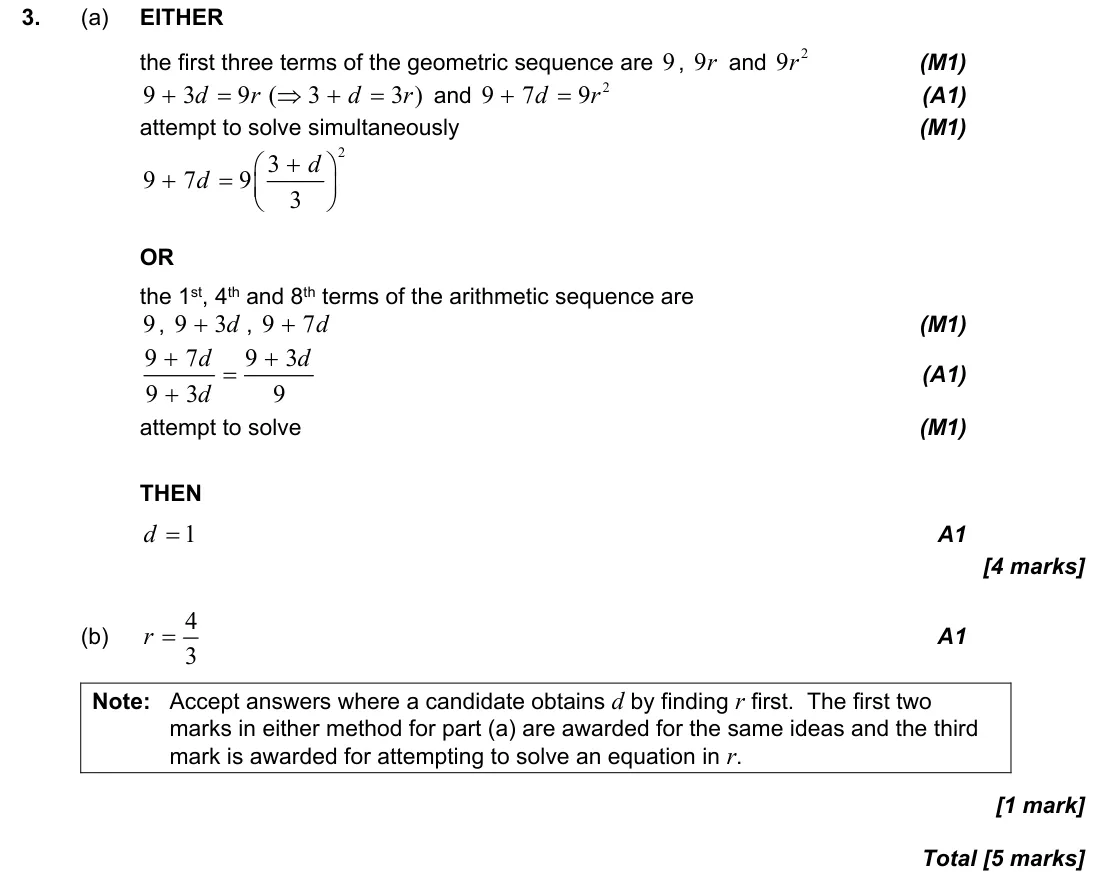 3. (a) EITHER
the first three terms of the geometric sequence are 9, 9r and 9r² (M1)
9 + 3d = 9r (⇒ 3 + d = 3r) and 9 + 7d = 9r² (A1)
attempt to solve simultaneously (M1)
9 + 7d = 9((3 + d)/3)²
OR
the 1st, 4th and 8th terms of the arithmetic sequence are
9, 9 + 3d, 9 + 7d (M1)
(9 + 7d)/(9 + 3d) = (9 + 3d)/9 (A1)
attempt to solve (M1)
THEN
d = 1 A1
[4 marks]
(b) r = 4/3 A1
Note: Accept answers where a candidate obtains d by finding r first. The first two
marks in either method for part (a) are awarded for the same ideas and the third
mark is awarded for attempting to solve an equation in r.
[1 mark]
Total [5 marks]